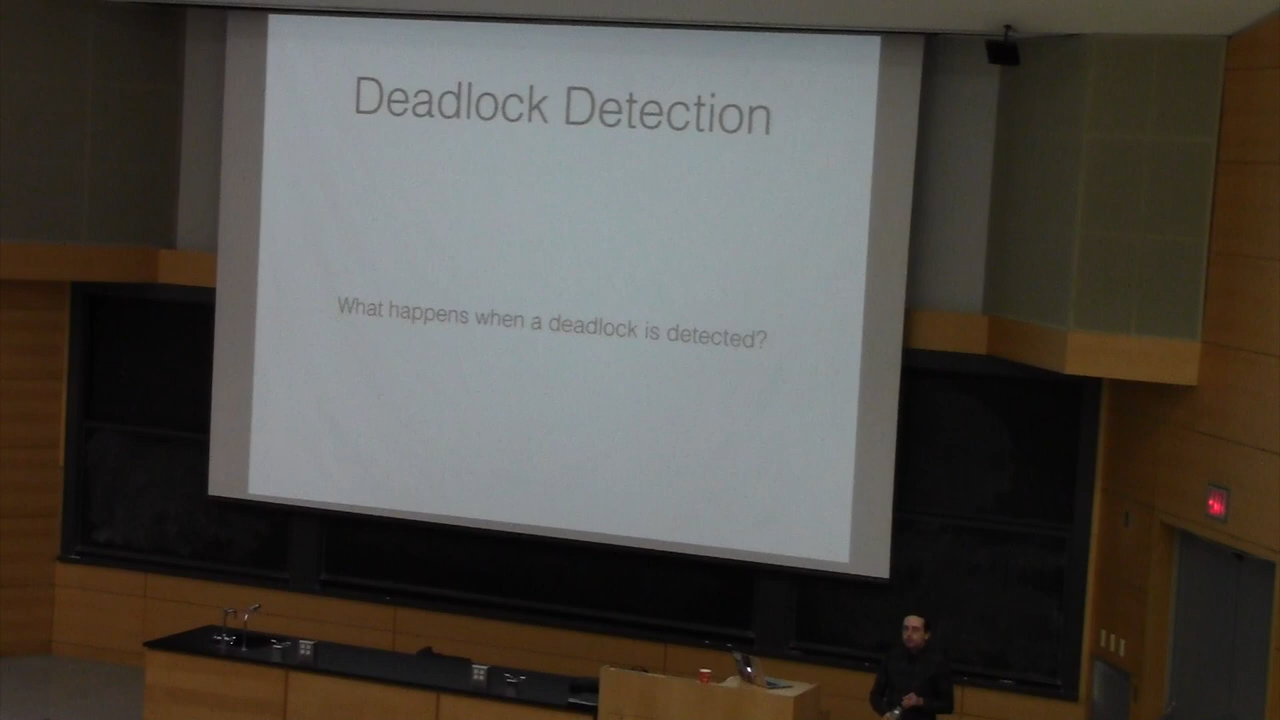 Deadlock Detection
What happens when a deadlock is detected?